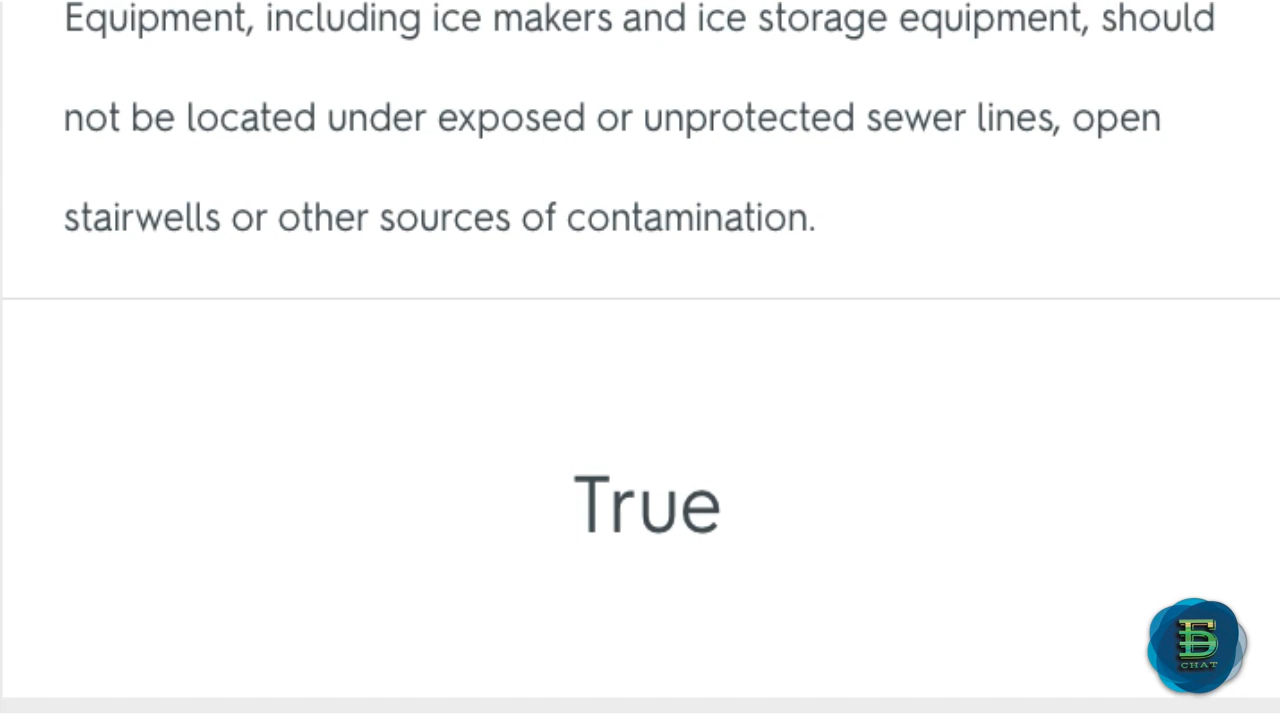 Equipment, including ice makers and ice storage equipment, should
not be located under exposed or unprotected sewer lines, open
stairwells or other sources of contamination.
True
Б
CHAT